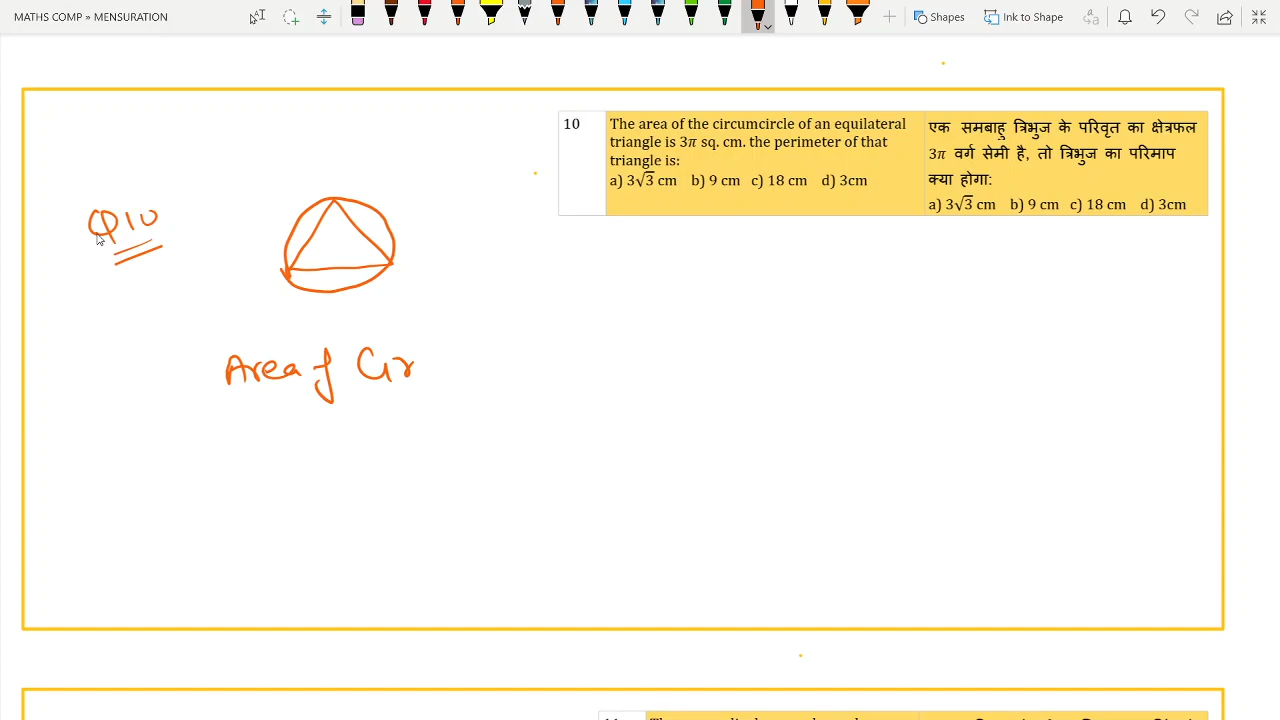 MATHS COMP » MENSURATION
Shapes
Ink to Shape
10
The area of the circumcircle of an equilateral
triangle is 3π sq. cm. the perimeter of that
triangle is:
a) 3√3 cm b) 9 cm c) 18 cm d) 3cm
एक समबाहु त्रिभुज के परिवृत का क्षेत्रफल
3π वर्ग सेमी है, तो त्रिभुज का परिमाप
क्या होगा:
a) 3√3 cm b) 9 cm c) 18 cm d) 3cm
Q10
Area of Cir